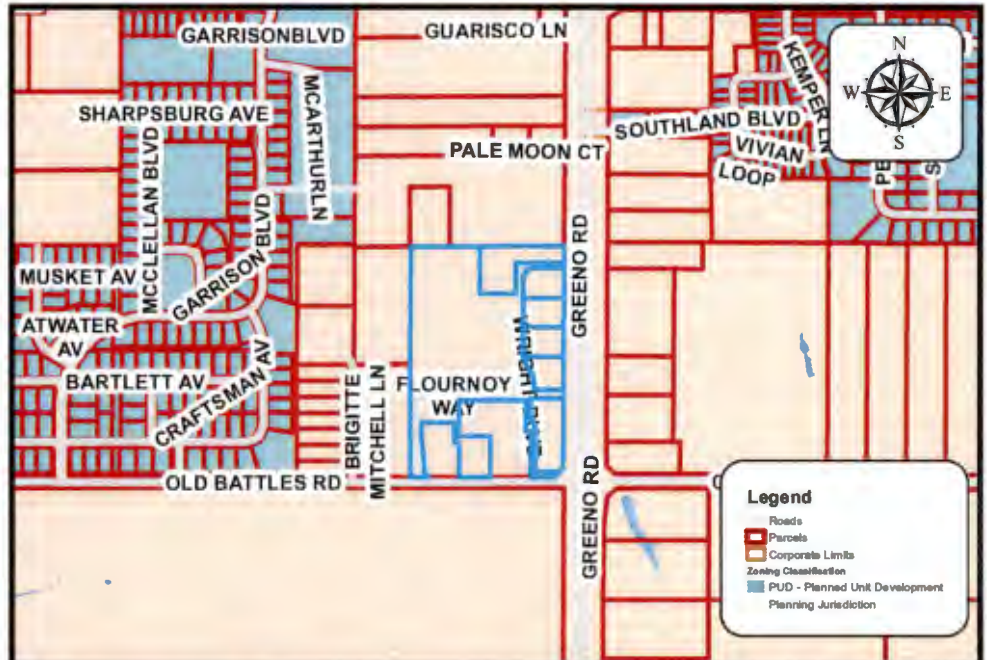 GARRISONBLVD
GUARISCO LN
N
W
E
S
KEMPER LN
MCARTHURLN
SHARPSBURG AVE
SOUTHLAND BLVD
PALE MOON CT
VIVIAN
LOOP
PE
S
MCCLELLAN BLVD
GARRISON BLVD
GREENO RD
MUSKET AV
ATWATER
AV
BARTLETT AV
CRAFTSMAN AV
BRIGITTE
MITCHELL LN
FLOURNOY
WAY
OLD BATTLES RD
GREENO RD
Legend
Roads
Parcels
Corporate Limits
Zoning Classification
PUD - Planned Unit Development
Planning Jurisdiction